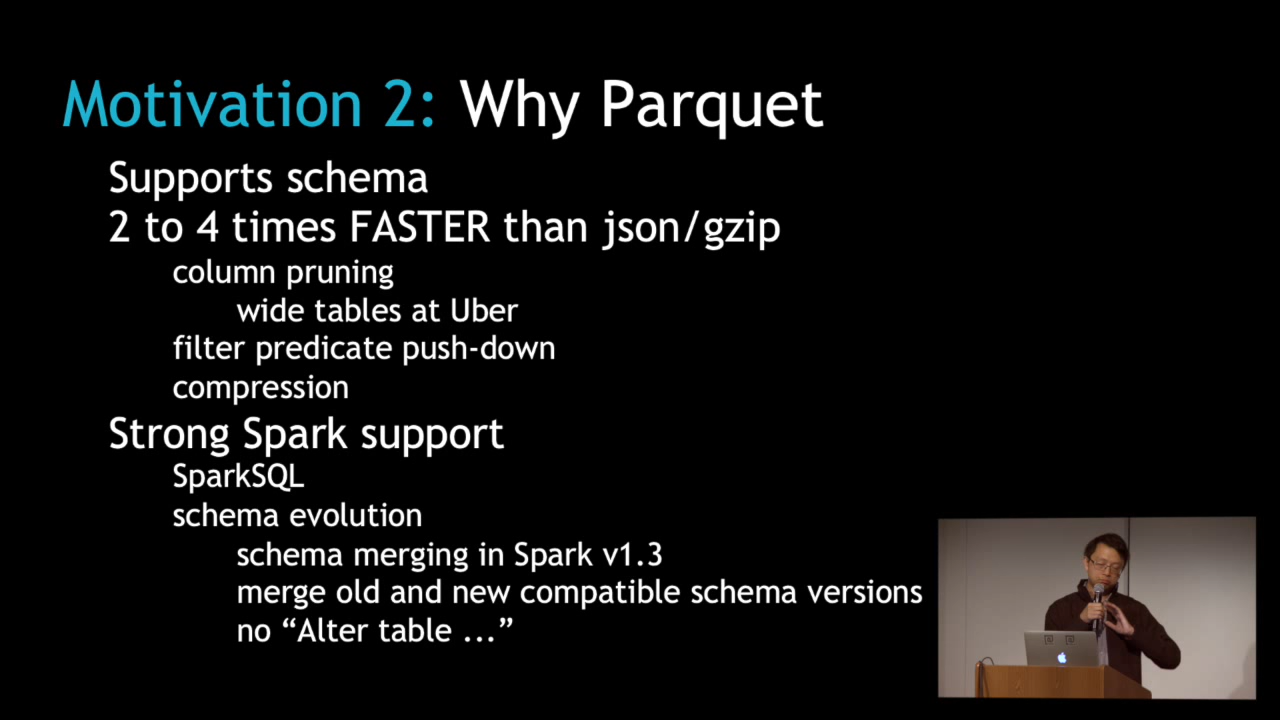 Motivation 2: Why Parquet
Supports schema
2 to 4 times FASTER than json/gzip
column pruning
wide tables at Uber
filter predicate push-down
compression
Strong Spark support
SparkSQL
schema evolution
schema merging in Spark v1.3
merge old and new compatible schema versions
no “Alter table ...”